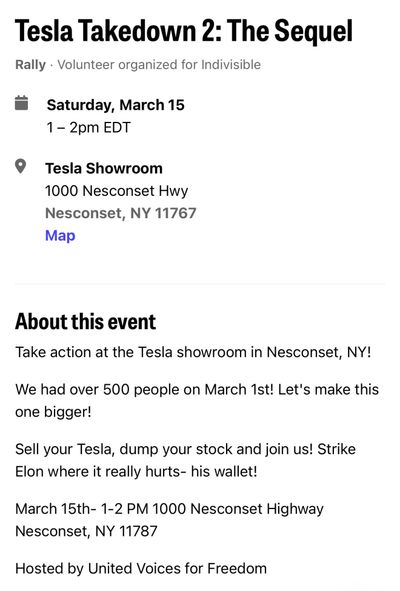 Tesla Takedown 2: The Sequel
Rally · Volunteer organized for Indivisible
Saturday, March 15
1 – 2pm EDT
Tesla Showroom
1000 Nesconset Hwy
Nesconset, NY 11767
Map
About this event
Take action at the Tesla showroom in Nesconset, NY!
We had over 500 people on March 1st! Let's make this
one bigger!
Sell your Tesla, dump your stock and join us! Strike
Elon where it really hurts- his wallet!
March 15th- 1-2 PM 1000 Nesconset Highway
Nesconset, NY 11787
Hosted by United Voices for Freedom